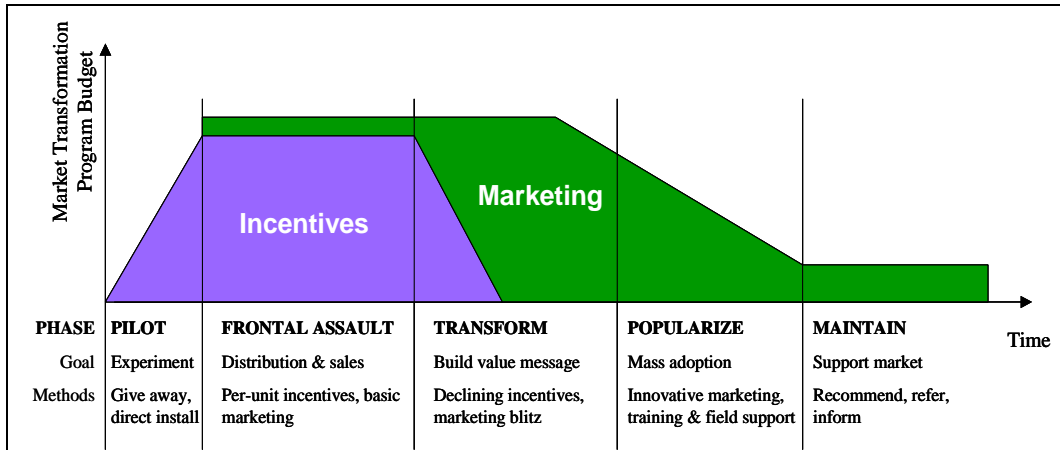 Market Transformation
Program Budget
Incentives
Marketing
Time
PHASE PILOT FRONTAL ASSAULT TRANSFORM POPULARIZE MAINTAIN
Goal Experiment Distribution & sales Build value message Mass adoption Support market
Methods Give away, Per-unit incentives, basic Declining incentives, Innovative marketing, Recommend, refer,
direct install marketing marketing blitz training & field support inform